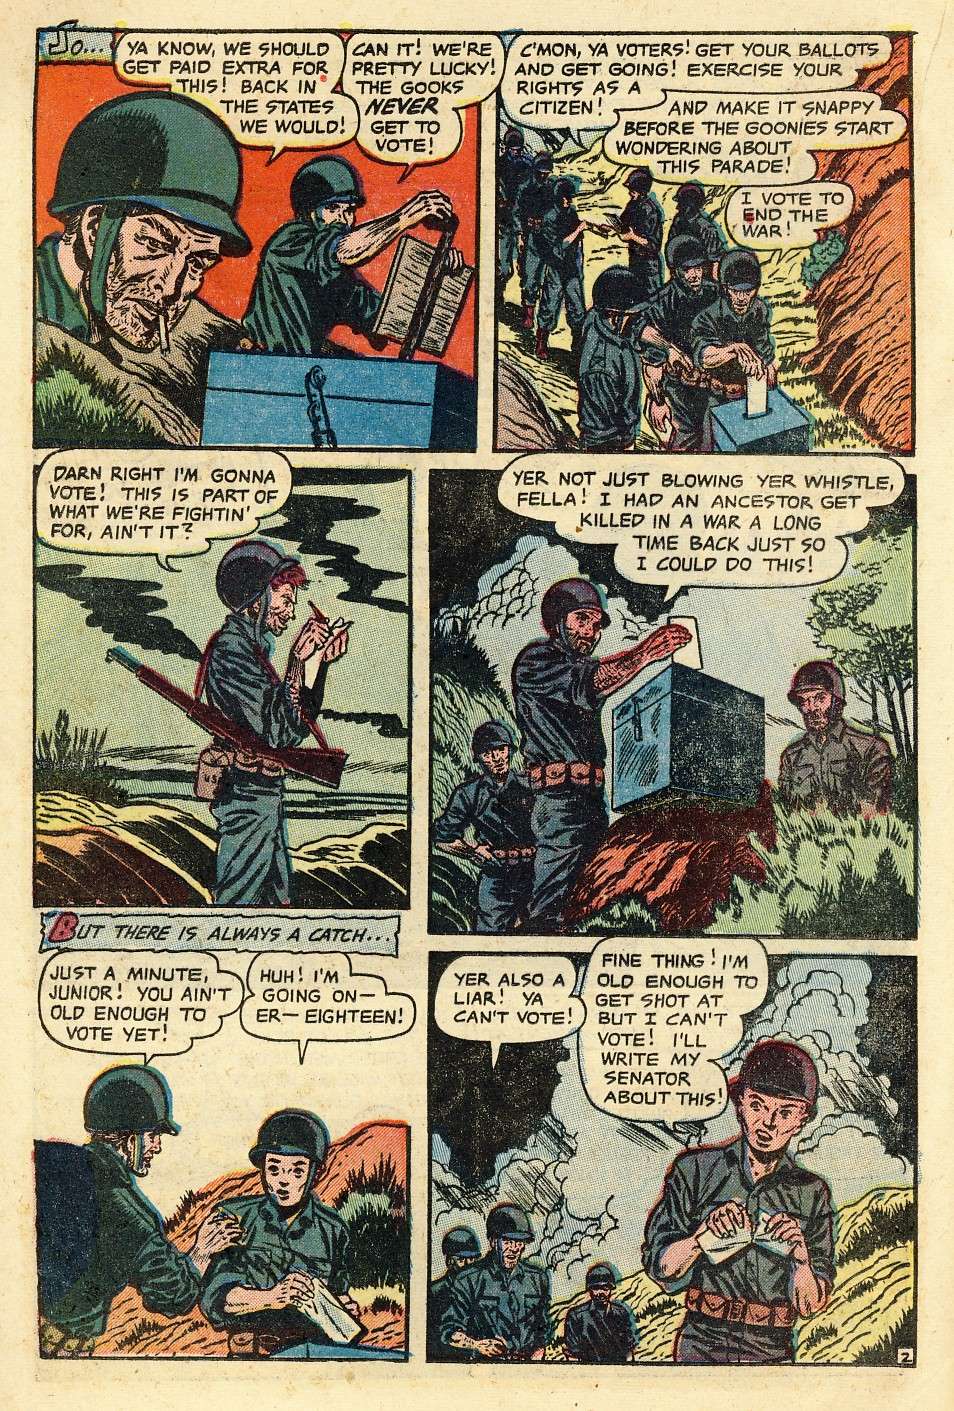 So...
YA KNOW, WE SHOULD
GET PAID EXTRA FOR
THIS! BACK IN
THE STATES
WE WOULD!
CAN IT! WE'RE
PRETTY LUCKY!
THE GOOKS
NEVER
GET TO
VOTE!
C'MON, YA VOTERS! GET YOUR BALLOTS
AND GET GOING! EXERCISE YOUR
RIGHTS AS A
CITIZEN!
AND MAKE IT SNAPPY
BEFORE THE GOONIES START
WONDERING ABOUT
THIS PARADE!
I VOTE TO
END THE
WAR!
DARN RIGHT I'M GONNA
VOTE! THIS IS PART OF
WHAT WE'RE FIGHTIN'
FOR, AIN'T IT?
YER NOT JUST BLOWING YER WHISTLE,
FELLA! I HAD AN ANCESTOR GET
KILLED IN A WAR A LONG
TIME BACK JUST SO
I COULD DO THIS!
BUT THERE IS ALWAYS A CATCH...
JUST A MINUTE,
JUNIOR! YOU AIN'T
OLD ENOUGH TO
VOTE YET!
HUH! I'M
GOING ON—
ER—EIGHTEEN!
YER ALSO A
LIAR! YA
CAN'T VOTE!
FINE THING! I'M
OLD ENOUGH TO
GET SHOT AT
BUT I CAN'T
VOTE! I'LL
WRITE MY
SENATOR
ABOUT THIS!
2